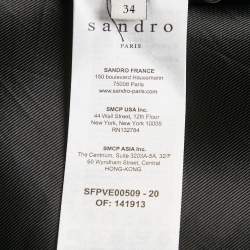 34
sandro
PARIS
SANDRO FRANCE
150 boulevard Haussmann
75008 Paris
www.sandro-paris.com
SMCP USA Inc.
44 Wall Street, 12th Floor
New York, New York 10005
RN132784
SMCP ASIA Inc.
The Centrium, Suite 3203A-8A, 32/F
60 Wyndham Street, Central
HONG-KONG
SFPVE00509 - 20
OF: 141913